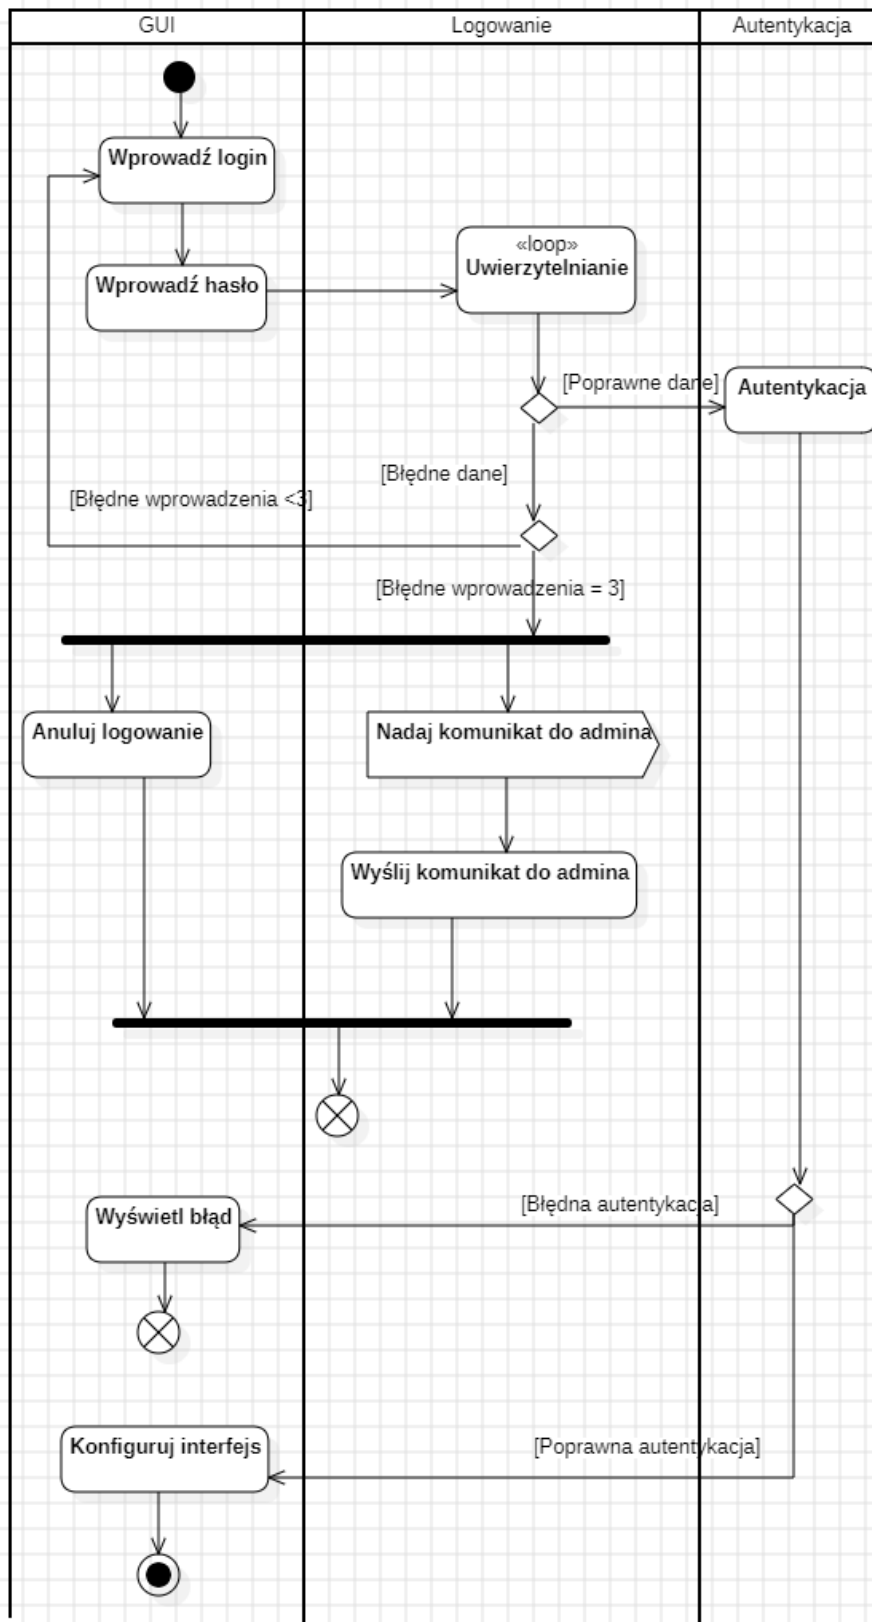 GUI
Logowanie
Autentykacja
Wprowadź login
«loop»
Uwierzytelnianie
Wprowadź hasło
[Poprawne dane]
Autentykacja
[Błędne dane]
[Błędne wprowadzenia <3]
[Błędne wprowadzenia = 3]
Anuluj logowanie
Nadaj komunikat do admina
Wyślij komunikat do admina
[Błędna autentykacja]
Wyświetl błąd
[Poprawna autentykacja]
Konfiguruj interfejs